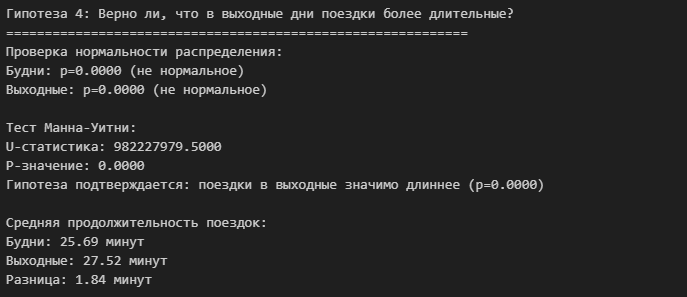 Гипотеза 4: Верно ли, что в выходные дни поездки более длительные?
============================================================
Проверка нормальности распределения:
Будни: p=0.0000 (не нормальное)
Выходные: p=0.0000 (не нормальное)
Тест Манна-Уитни:
U-статистика: 982227979.5000
P-значение: 0.0000
Гипотеза подтверждается: поездки в выходные значимо длиннее (p=0.0000)
Средняя продолжительность поездок:
Будни: 25.69 минут
Выходные: 27.52 минут
Разница: 1.84 минут